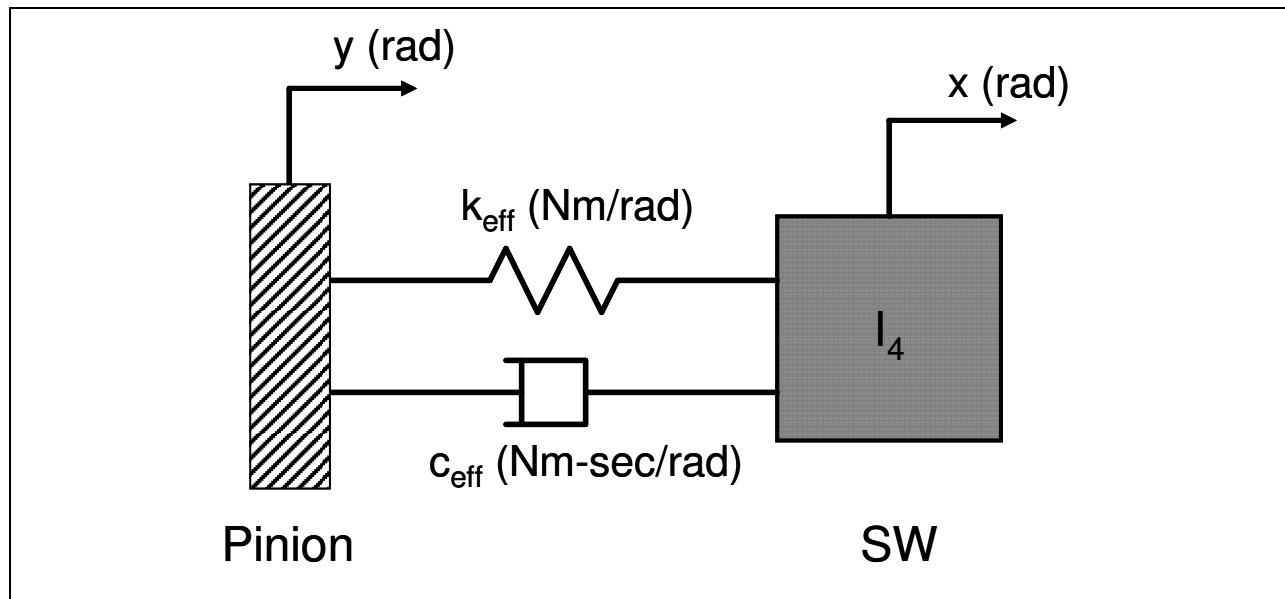 y (rad)
x (rad)
k_eff (Nm/rad)
I_4
c_eff (Nm-sec/rad)
Pinion
SW